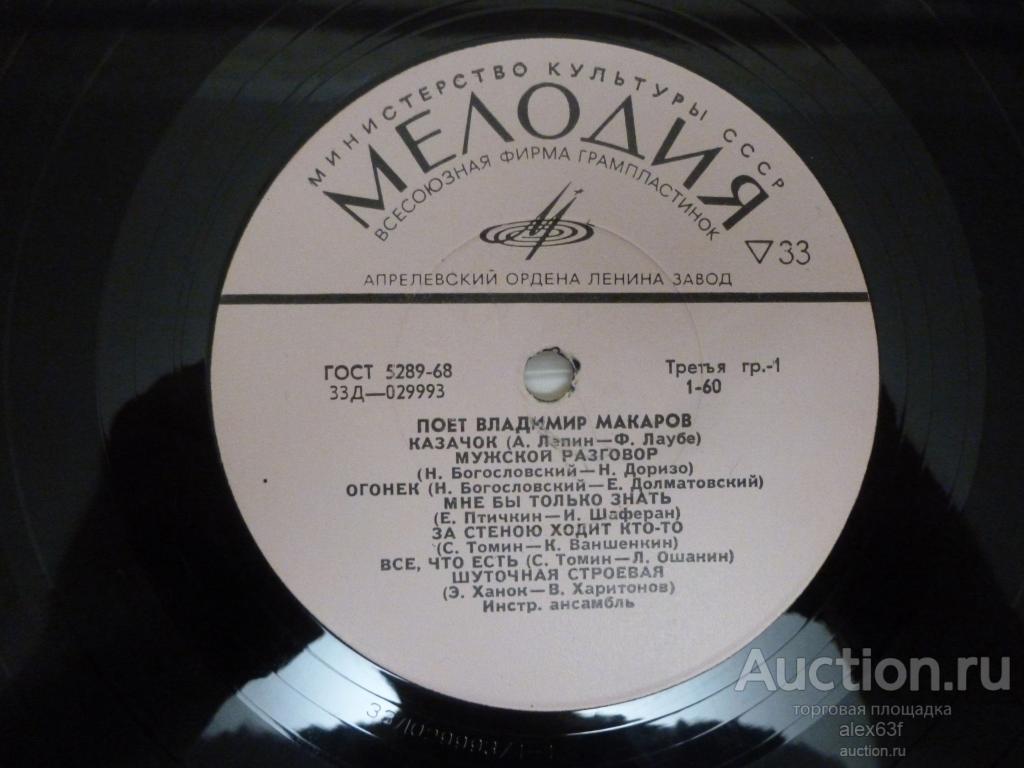 МИНИСТЕРСТВО КУЛЬТУРЫ СССР
МЕЛОДИЯ
ВСЕСОЮЗНАЯ ФИРМА ГРАМПЛАСТИНОК
▽33
АПРЕЛЕВСКИЙ ОРДЕНА ЛЕНИНА ЗАВОД
ГОСТ 5289-68
Третья гр.-1
33Д—029993
1-60
ПОЕТ ВЛАДИМИР МАКАРОВ
КАЗАЧОК (А. Лепин—Ф. Лаубе)
МУЖСКОЙ РАЗГОВОР
(Н. Богословский—Н. Доризо)
ОГОНЕК (Н. Богословский—Е. Долматовский)
МНЕ БЫ ТОЛЬКО ЗНАТЬ
(Е. Птичкин—И. Шаферан)
ЗА СТЕНОЮ ХОДИТ КТО-ТО
(С. Томин—К. Ваншенкин)
ВСЕ, ЧТО ЕСТЬ (С. Томин—Л. Ошанин)
ШУТОЧНАЯ СТРОЕВАЯ
(Э. Ханок—В. Харитонов)
Инстр. ансамбль
Auction.ru
торговая площадка
alex63f
auction.ru